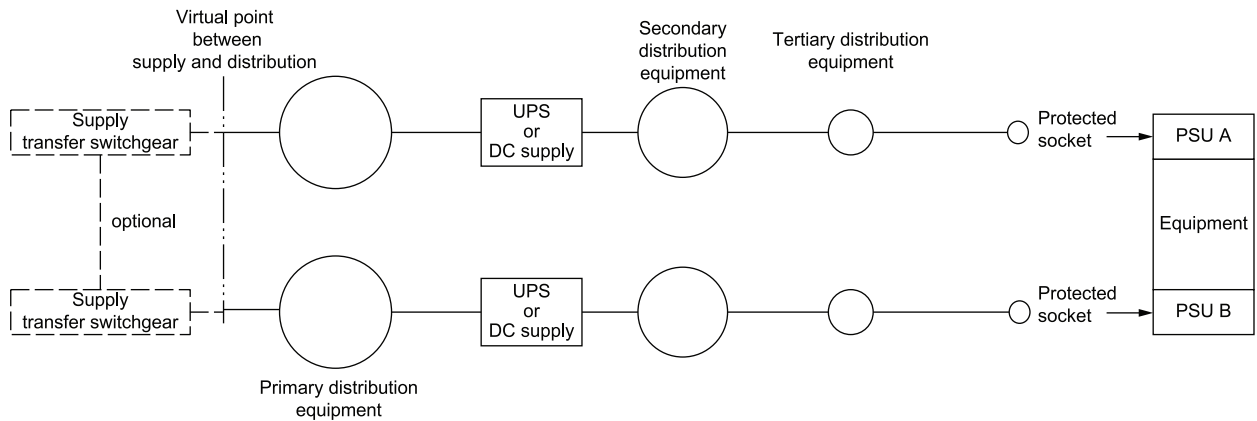 Virtual point
between
supply and distribution
Secondary
distribution
equipment
Tertiary distribution
equipment
Supply
transfer switchgear
UPS
or
DC supply
Protected
socket
PSU A
optional
Equipment
Supply
transfer switchgear
UPS
or
DC supply
Protected
socket
PSU B
Primary distribution
equipment